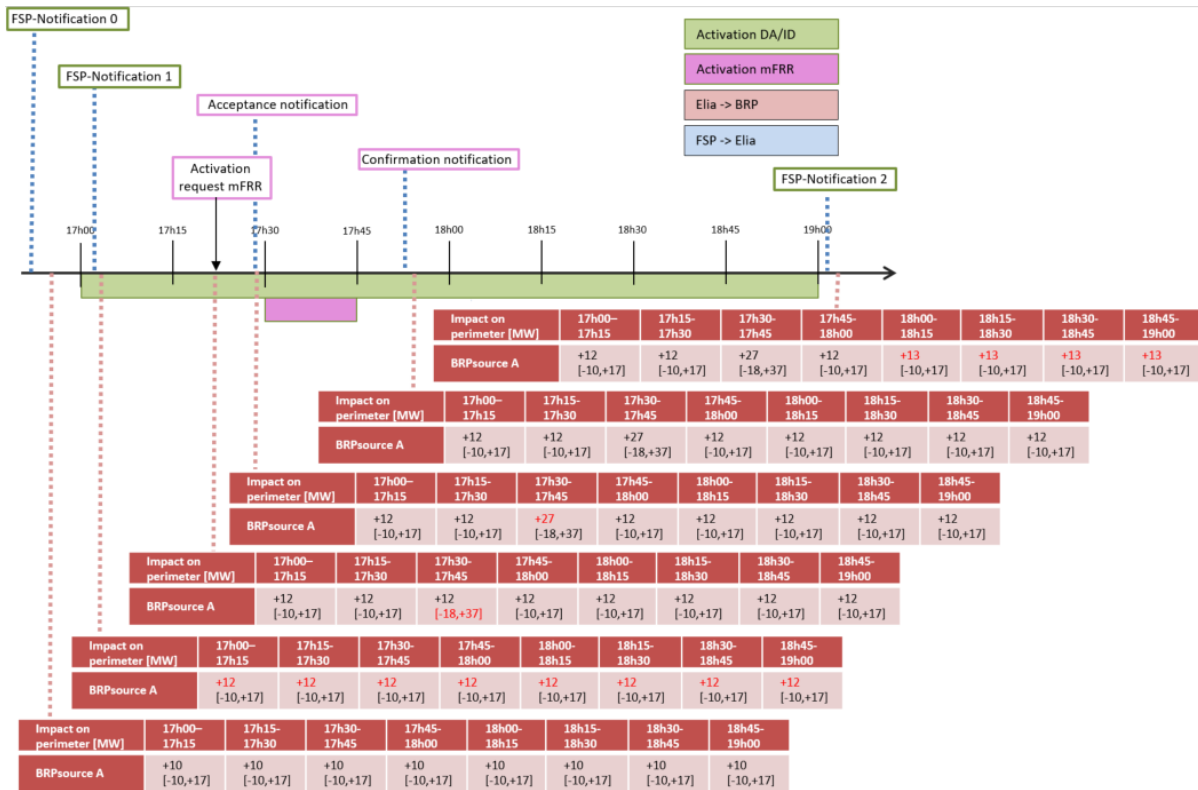 FSP-Notification 0
FSP-Notification 1
Acceptance notification
Activation
request mFRR
Confirmation notification
FSP-Notification 2
Activation DA/ID
Activation mFRR
Elia -> BRP
FSP -> Elia
17h00
17h15
17h30
17h45
18h00
18h15
18h30
18h45
19h00
Impact on perimeter [MW] 17h00–17h15 17h15-17h30 17h30-17h45 17h45-18h00 18h00-18h15 18h15-18h30 18h30-18h45 18h45-19h00
BRPsource A +12 +12 +27 +12 +13 +13 +13 +13
[-10,+17] [-10,+17] [-18,+37] [-10,+17] [-10,+17] [-10,+17] [-10,+17] [-10,+17]
Impact on perimeter [MW] 17h00–17h15 17h15-17h30 17h30-17h45 17h45-18h00 18h00-18h15 18h15-18h30 18h30-18h45 18h45-19h00
BRPsource A +12 +12 +27 +12 +12 +12 +12 +12
[-10,+17] [-10,+17] [-18,+37] [-10,+17] [-10,+17] [-10,+17] [-10,+17] [-10,+17]
Impact on perimeter [MW] 17h00–17h15 17h15-17h30 17h30-17h45 17h45-18h00 18h00-18h15 18h15-18h30 18h30-18h45 18h45-19h00
BRPsource A +12 +12 +27 +12 +12 +12 +12 +12
[-10,+17] [-10,+17] [-18,+37] [-10,+17] [-10,+17] [-10,+17] [-10,+17] [-10,+17]
Impact on perimeter [MW] 17h00–17h15 17h15-17h30 17h30-17h45 17h45-18h00 18h00-18h15 18h15-18h30 18h30-18h45 18h45-19h00
BRPsource A +12 +12 +12 +12 +12 +12 +12 +12
[-10,+17] [-10,+17] [-18,+37] [-10,+17] [-10,+17] [-10,+17] [-10,+17] [-10,+17]
Impact on perimeter [MW] 17h00–17h15 17h15-17h30 17h30-17h45 17h45-18h00 18h00-18h15 18h15-18h30 18h30-18h45 18h45-19h00
BRPsource A +12 +12 +12 +12 +12 +12 +12 +12
[-10,+17] [-10,+17] [-10,+17] [-10,+17] [-10,+17] [-10,+17] [-10,+17] [-10,+17]
Impact on perimeter [MW] 17h00–17h15 17h15-17h30 17h30-17h45 17h45-18h00 18h00-18h15 18h15-18h30 18h30-18h45 18h45-19h00
BRPsource A +10 +10 +10 +10 +10 +10 +10 +10
[-10,+17] [-10,+17] [-10,+17] [-10,+17] [-10,+17] [-10,+17] [-10,+17] [-10,+17]